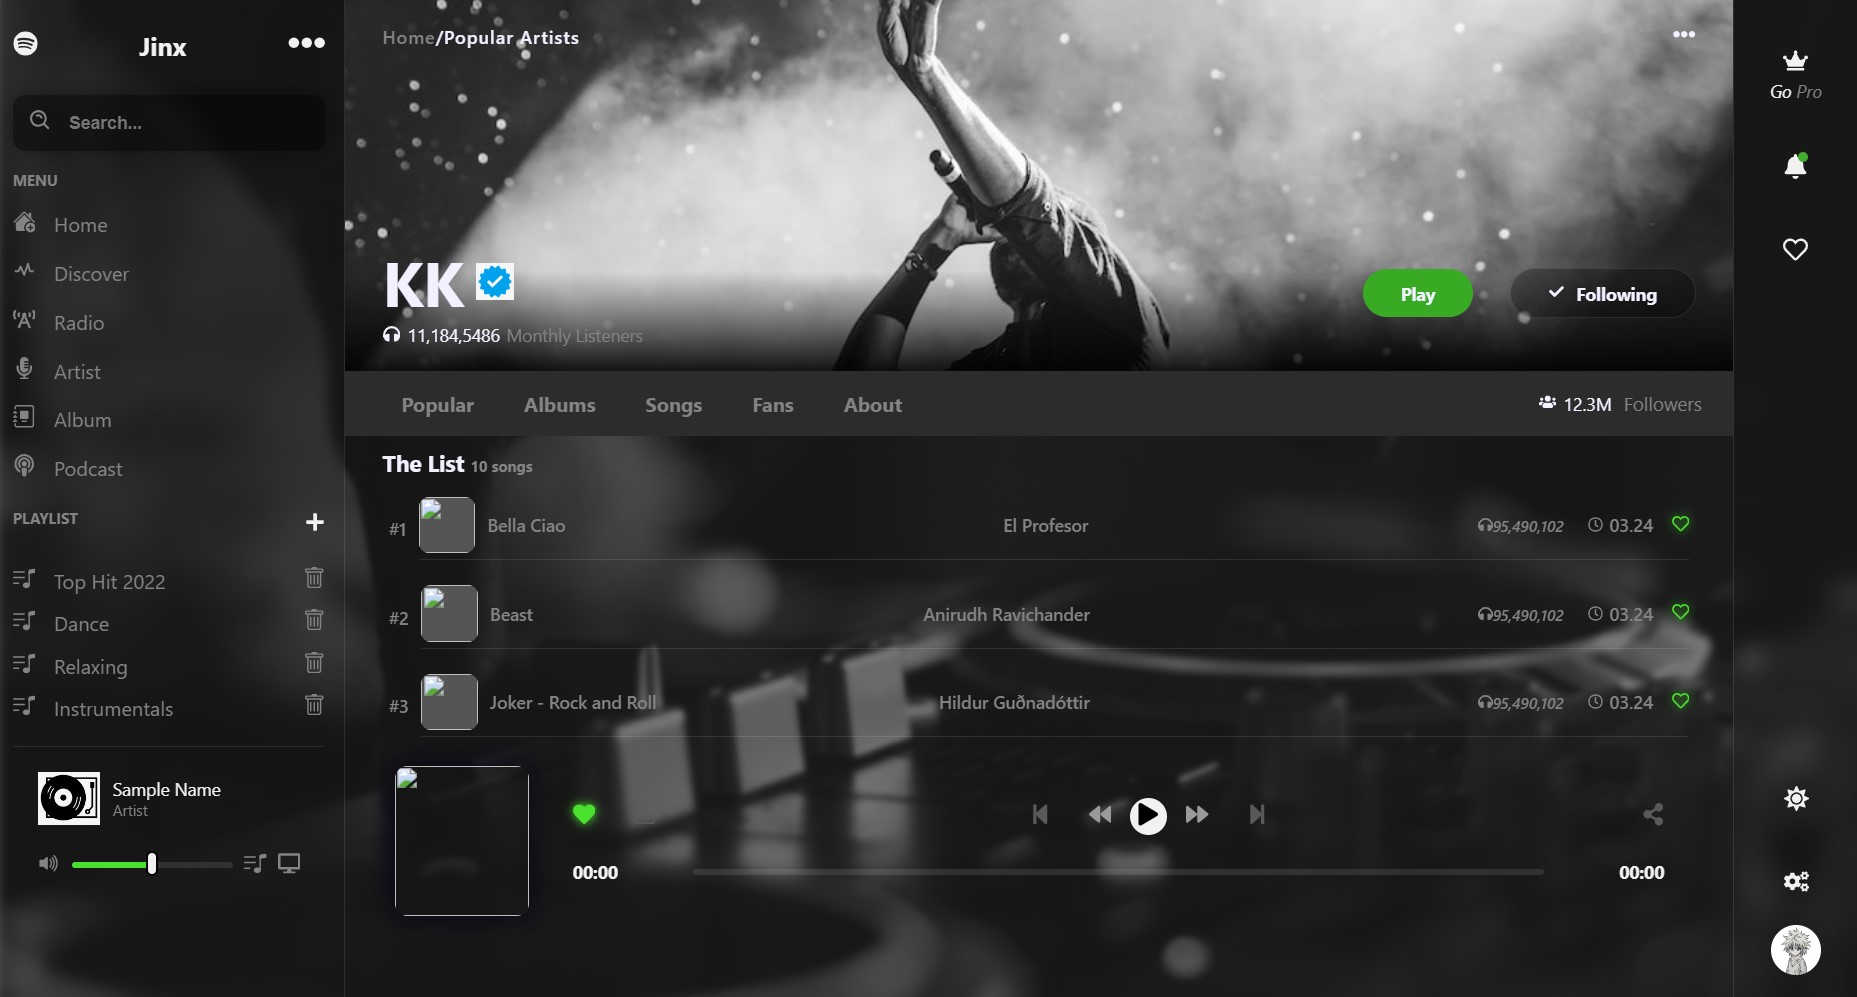 Jinx
Search...
MENU
Home
Discover
Radio
Artist
Album
Podcast
PLAYLIST
Top Hit 2022
Dance
Relaxing
Instrumentals
Sample Name
Artist
Home/Popular Artists
KK
11,184,5486 Monthly Listeners
Play
Following
Popular Albums Songs Fans About 12.3M Followers
The List 10 songs
#1 Bella Ciao El Profesor 95,490,102 03.24
#2 Beast Anirudh Ravichander 95,490,102 03.24
#3 Joker - Rock and Roll Hildur Guðnadóttir 95,490,102 03.24
00:00 00:00
Go Pro